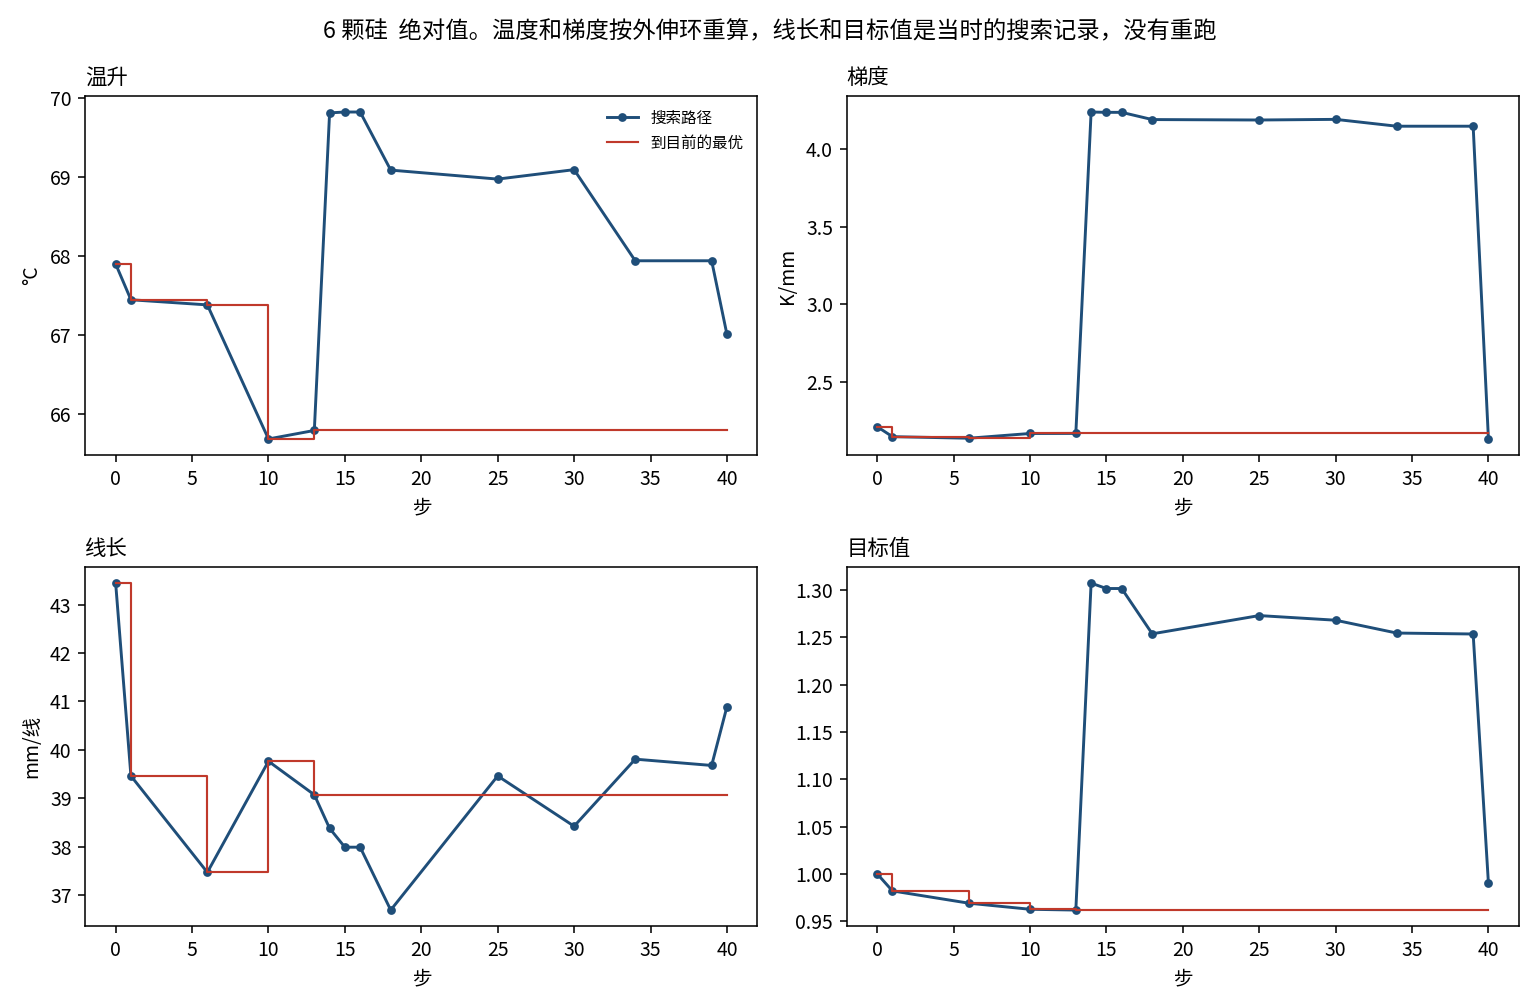 6 颗硅  绝对值。温度和梯度按外伸环重算，线长和目标值是当时的搜索记录，没有重跑
温升
70
69
68
67
66
℃
0 5 10 15 20 25 30 35 40
步
搜索路径
到目前的最优
梯度
4.0
3.5
3.0
2.5
K/mm
0 5 10 15 20 25 30 35 40
步
线长
43
42
41
40
39
38
37
mm/线
0 5 10 15 20 25 30 35 40
步
目标值
1.30
1.25
1.20
1.15
1.10
1.05
1.00
0.95
0 5 10 15 20 25 30 35 40
步